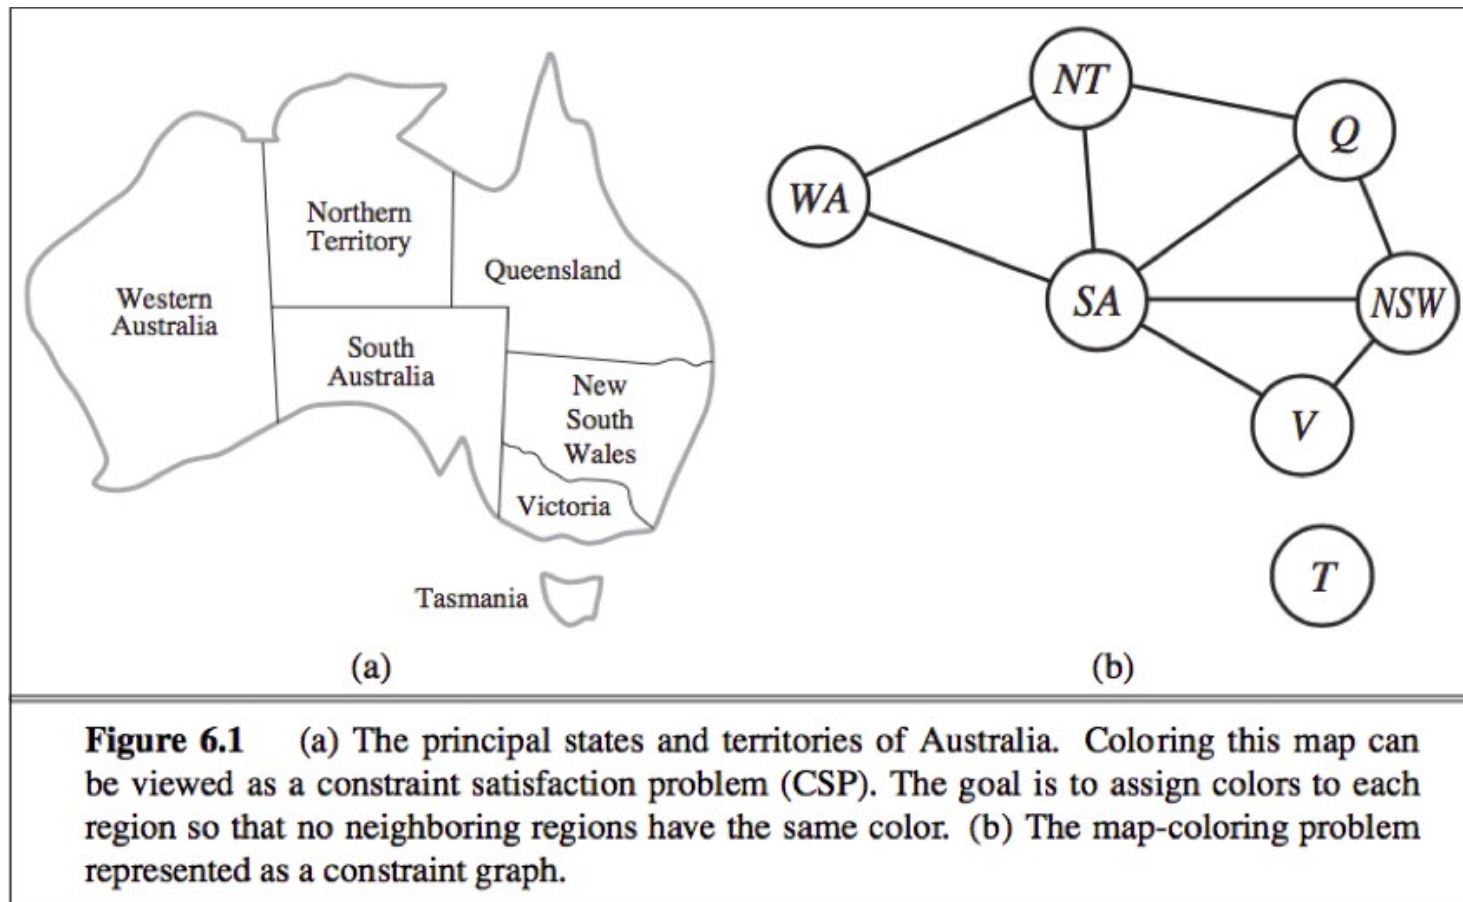 Northern
Territory
Western
Australia
Queensland
South
Australia
New
South
Wales
Victoria
Tasmania
(a)
NT
Q
WA
SA
NSW
V
T
(b)
Figure 6.1 (a) The principal states and territories of Australia. Coloring this map can
be viewed as a constraint satisfaction problem (CSP). The goal is to assign colors to each
region so that no neighboring regions have the same color. (b) The map-coloring problem
represented as a constraint graph.